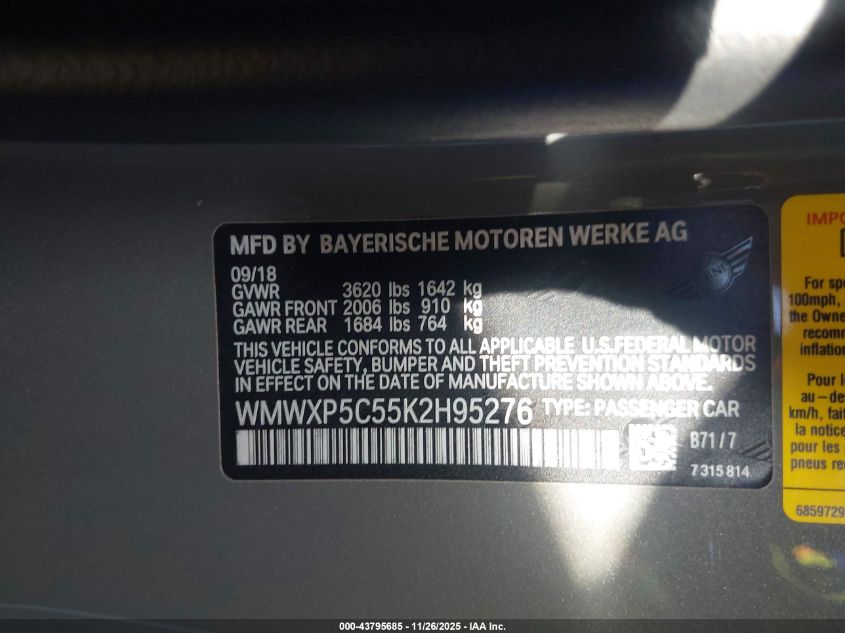 MFD BY BAYERISCHE MOTOREN WERKE AG
09/18
GVWR 3620 lbs 1642 kg
GAWR FRONT 2006 lbs 910 kg
GAWR REAR 1684 lbs 764 kg
THIS VEHICLE CONFORMS TO ALL APPLICABLE U.S. FEDERAL MOTOR
VEHICLE SAFETY, BUMPER AND THEFT PREVENTION STANDARDS
IN EFFECT ON THE DATE OF MANUFACTURE SHOWN ABOVE.
WMWXP5C55K2H95276 TYPE: PASSENGER CAR
B71/7
7 315 814
For
100mph,
the Owne
recomm
inflation
Pour
au-de
km/h, fait
la notice
pour les
pneus
6859729
000-43795685 - 11/26/2025 - IAA Inc.